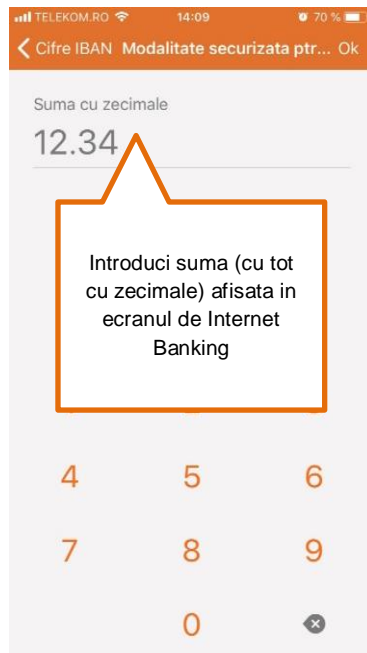 TELEKOM.RO 14:09 70 %
Cifre IBAN Modalitate securizata ptr... Ok
Suma cu zecimale
12.34
Introduci suma (cu tot
cu zecimale) afisata in
ecranul de Internet
Banking
4 5 6
7 8 9
0